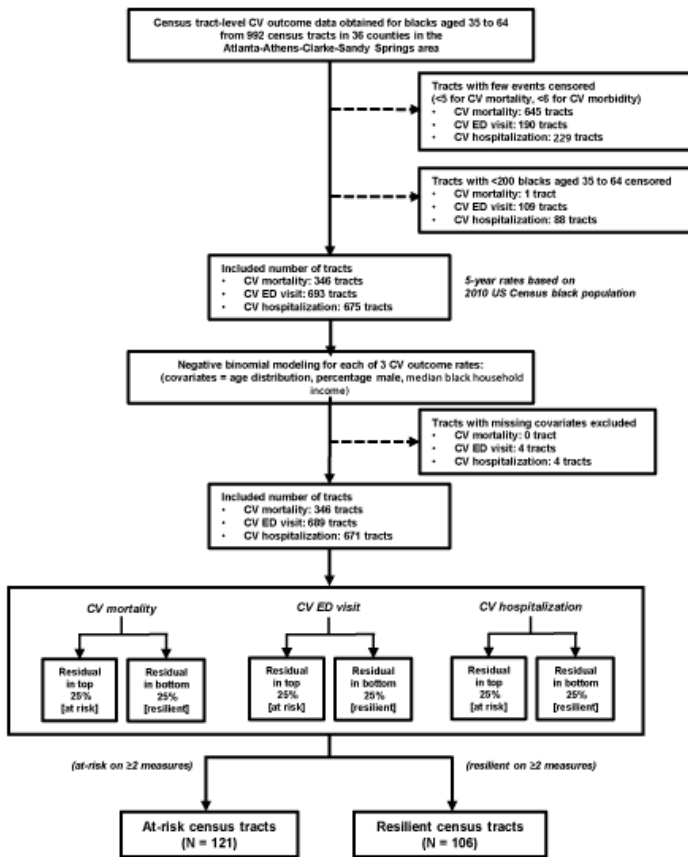 Census tract-level CV outcome data obtained for blacks aged 35 to 64
from 992 census tracts in 36 counties in the
Atlanta-Athens-Clarke-Sandy Springs area
Tracts with few events censored
(<5 for CV mortality, <6 for CV morbidity)
• CV mortality: 645 tracts
• CV ED visit: 190 tracts
• CV hospitalization: 229 tracts
Tracts with <200 blacks aged 35 to 64 censored
• CV mortality: 1 tract
• CV ED visit: 109 tracts
• CV hospitalization: 88 tracts
Included number of tracts
• CV mortality: 346 tracts
• CV ED visit: 693 tracts
• CV hospitalization: 675 tracts
5-year rates based on
2010 US Census black population
Negative binomial modeling for each of 3 CV outcome rates:
(covariates = age distribution, percentage male, median black household
income)
Tracts with missing covariates excluded
• CV mortality: 0 tract
• CV ED visit: 4 tracts
• CV hospitalization: 4 tracts
Included number of tracts
• CV mortality: 346 tracts
• CV ED visit: 689 tracts
• CV hospitalization: 671 tracts
CV mortality
Residual
in top
25%
[at risk]
Residual
in bottom
25%
[resilient]
CV ED visit
Residual
in top
25%
[at risk]
Residual
in bottom
25%
[resilient]
CV hospitalization
Residual
in top
25%
[at risk]
Residual
in bottom
25%
[resilient]
(at-risk on ≥2 measures)
(resilient on ≥2 measures)
At-risk census tracts
(N = 121)
Resilient census tracts
(N = 106)